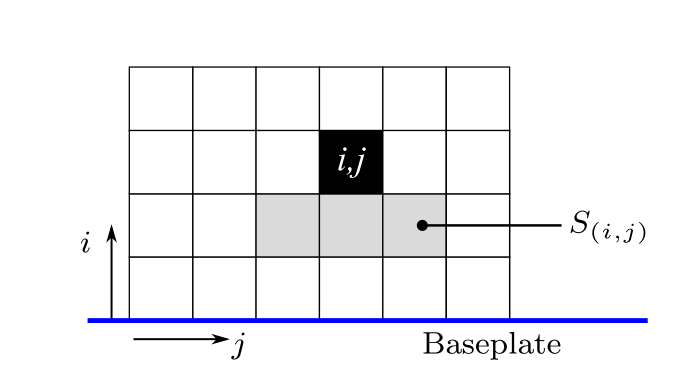 i,j
S(i,j)
i
j
Baseplate